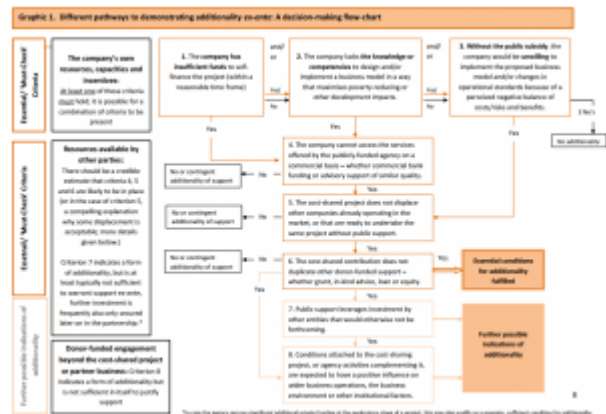 Graphic 1. Different pathways to demonstrating additionality ex-ante: A decision-making flow-chart
Essential/ 'Must-Check' Criteria
The company's own
resources, capacities and
incentives:
At least one of these criteria
must hold; it is possible for a
combination of criteria to be
present
1. The company has
insufficient funds to self-
finance the project (within a
reasonable time frame)
and/
or
2. The company lacks the knowledge or
competencies to design and/or
implement a business model in a way
that maximises poverty-reducing or
other development impacts.
and/
or
3. Without the public subsidy, the
company would be unwilling to
implement the proposed business
model and/or changes in
operational standards because of
a perceived negative balance of
costs/risks and benefits.
No
No
3 No's
No additionality
Yes
Yes
Yes
Essential/ 'Must-Check' Criteria
Resources available by
other parties:
There should be a credible
estimate that criteria 4, 5
and 6 are likely to be in place
(or in the case of criterion 5,
a compelling explanation
why some displacement is
acceptable; more details
given below.)
Criterion 7 indicates a form
of additionality, but is at
least logically not sufficient
to warrant support ex ante,
further investment is
frequently also only secured
later on in the partnership.
4. The company cannot access the services
offered by the publicly-funded agency on a
commercial basis – whether commercial bank
funding or advisory support of similar quality.
No
No or contingent
additionality of support
Yes
5. The cost-shared project does not displace
other companies already operating in the
market, or that are ready to undertake the
same project without public support.
No
No or contingent
additionality of support
Yes
6. The cost-shared contribution does not
duplicate other donor-funded support –
whether grant, in-kind advice, loan or equity
No
No or contingent
additionality of support
Yes
Essential conditions
for additionality
fulfilled
Yes
Further possible indications of additionality
7. Public support leverages investment by
other entities that would otherwise not be
forthcoming.
Yes
Further possible
indications of
additionality
Donor-funded engagement
beyond the cost-shared project
or partner business: Criterion 8
indicates a form of additionality but
is not sufficient in itself to justify
support
8. Conditions attached to the cost-sharing
project, or agency activities complementing it,
are expected to have a positive influence on
wider business operations, the business
environment or other institutional factors.
8